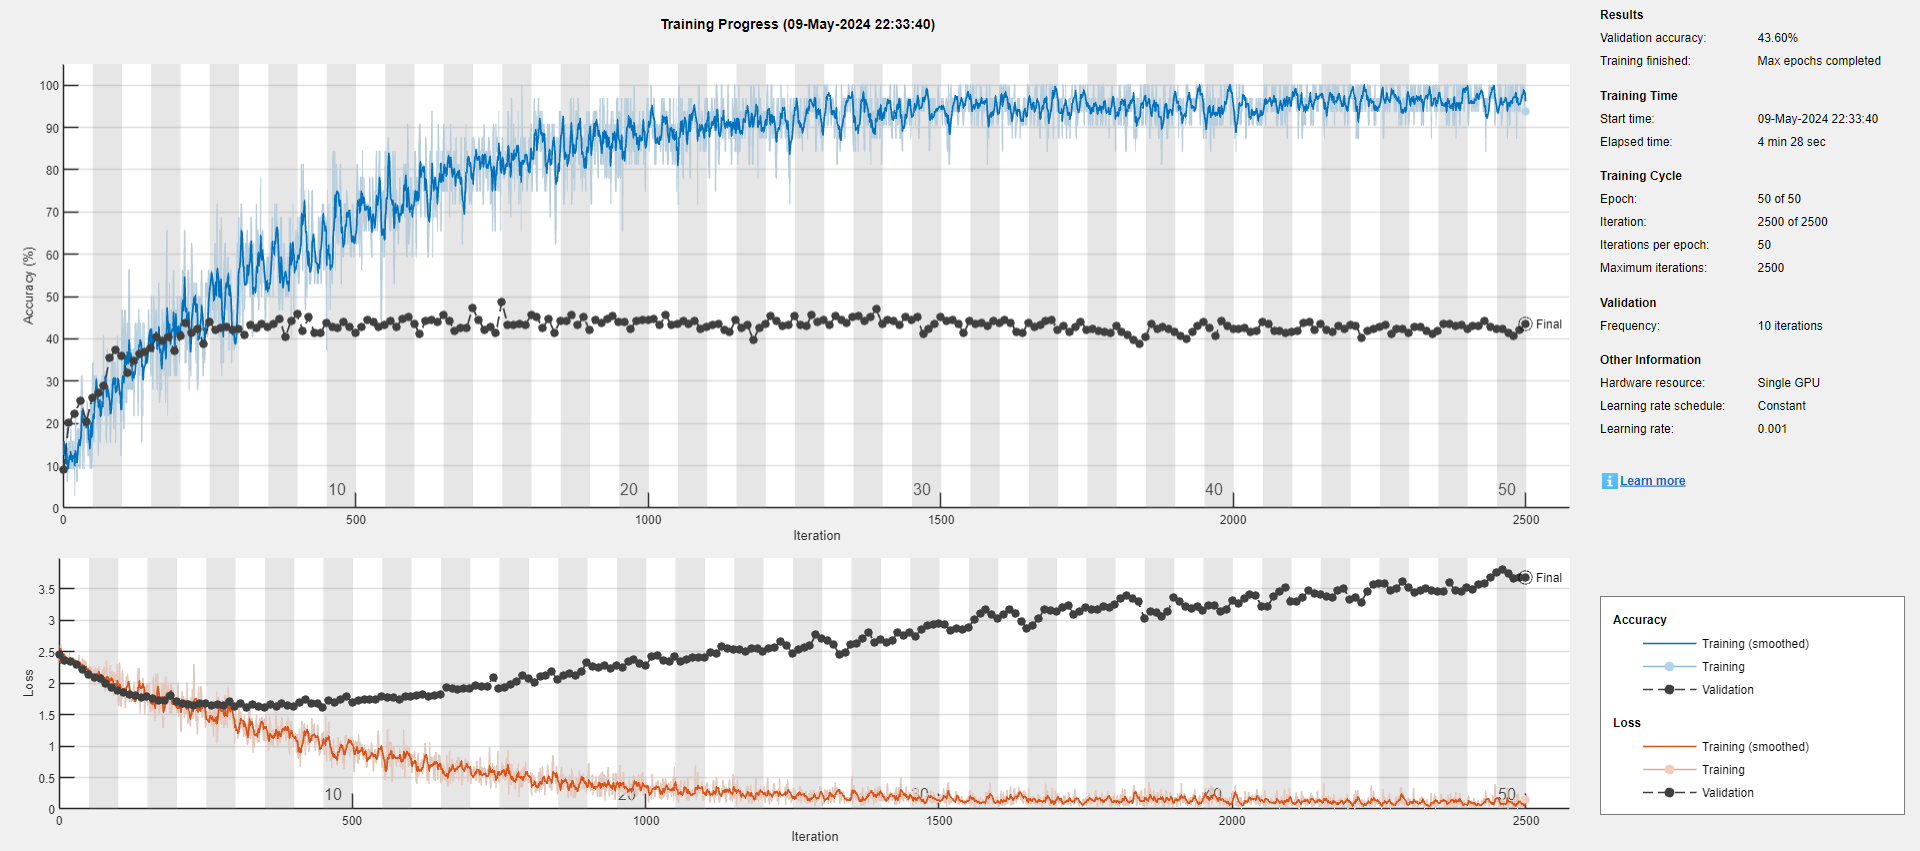 Training Progress (09-May-2024 22:33:40)
Accuracy (%)
100
90
80
70
60
50
40
30
20
10
0
10
20
30
40
50
Final
0
500
1000
1500
2000
2500
Iteration
Loss
3.5
3
2.5
2
1.5
1
0.5
0
10
20
30
40
50
Final
0
500
1000
1500
2000
2500
Iteration
Results
Validation accuracy: 43.60%
Training finished: Max epochs completed
Training Time
Start time: 09-May-2024 22:33:40
Elapsed time: 4 min 28 sec
Training Cycle
Epoch: 50 of 50
Iteration: 2500 of 2500
Iterations per epoch: 50
Maximum iterations: 2500
Validation
Frequency: 10 iterations
Other Information
Hardware resource: Single GPU
Learning rate schedule: Constant
Learning rate: 0.001
i Learn more
Accuracy
Training (smoothed)
Training
Validation
Loss
Training (smoothed)
Training
Validation